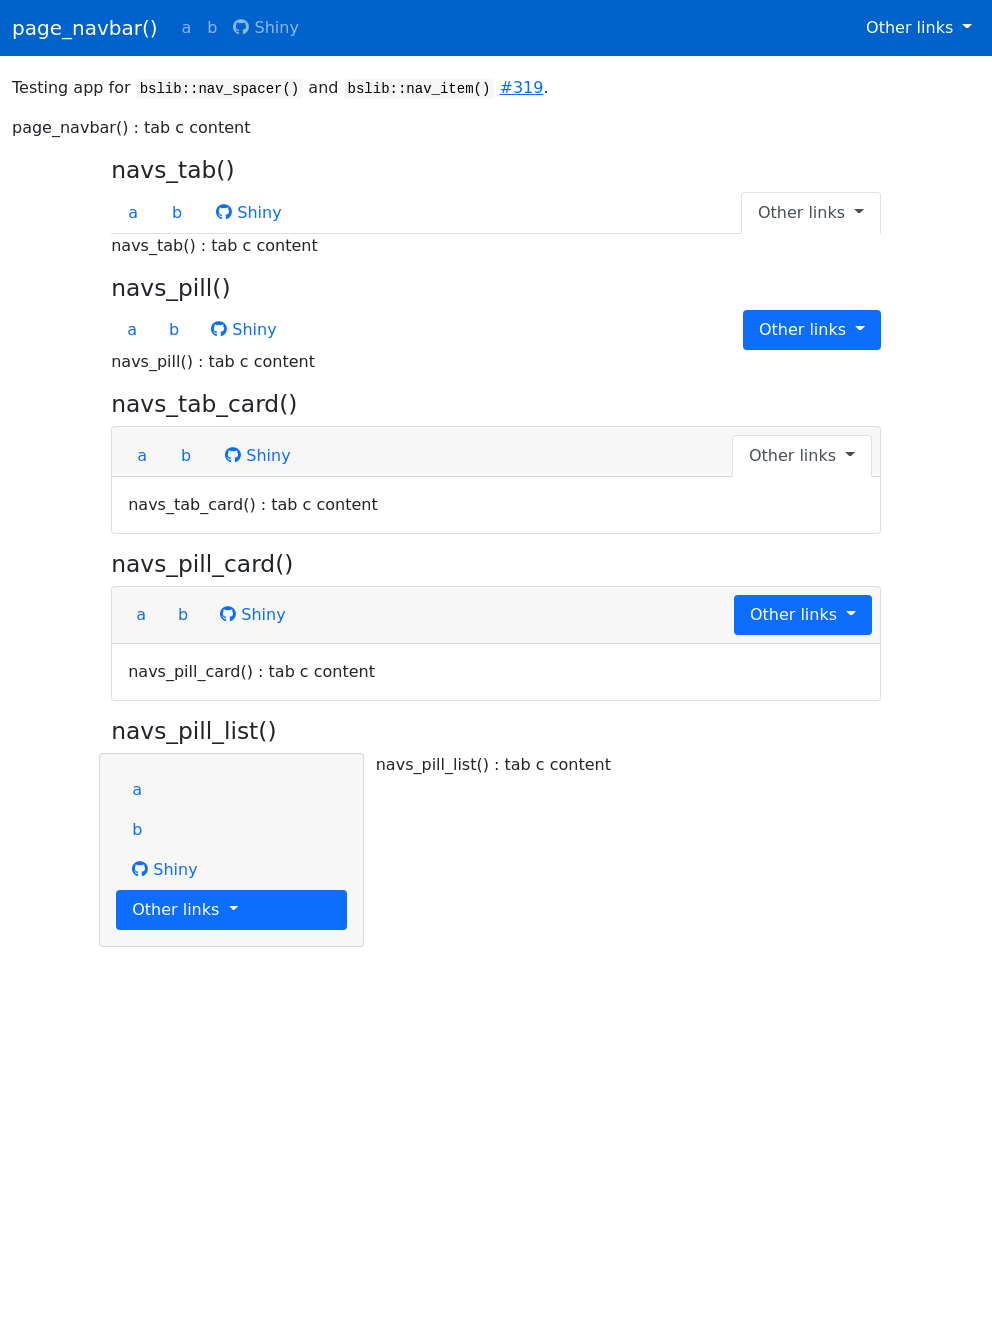 page_navbar() a b Shiny Other links
Testing app for bslib::nav_spacer() and bslib::nav_item() #319.
page_navbar() : tab c content
navs_tab()
a b Shiny Other links
navs_tab() : tab c content
navs_pill()
a b Shiny Other links
navs_pill() : tab c content
navs_tab_card()
a b Shiny Other links
navs_tab_card() : tab c content
navs_pill_card()
a b Shiny Other links
navs_pill_card() : tab c content
navs_pill_list()
navs_pill_list() : tab c content
a
b
Shiny
Other links